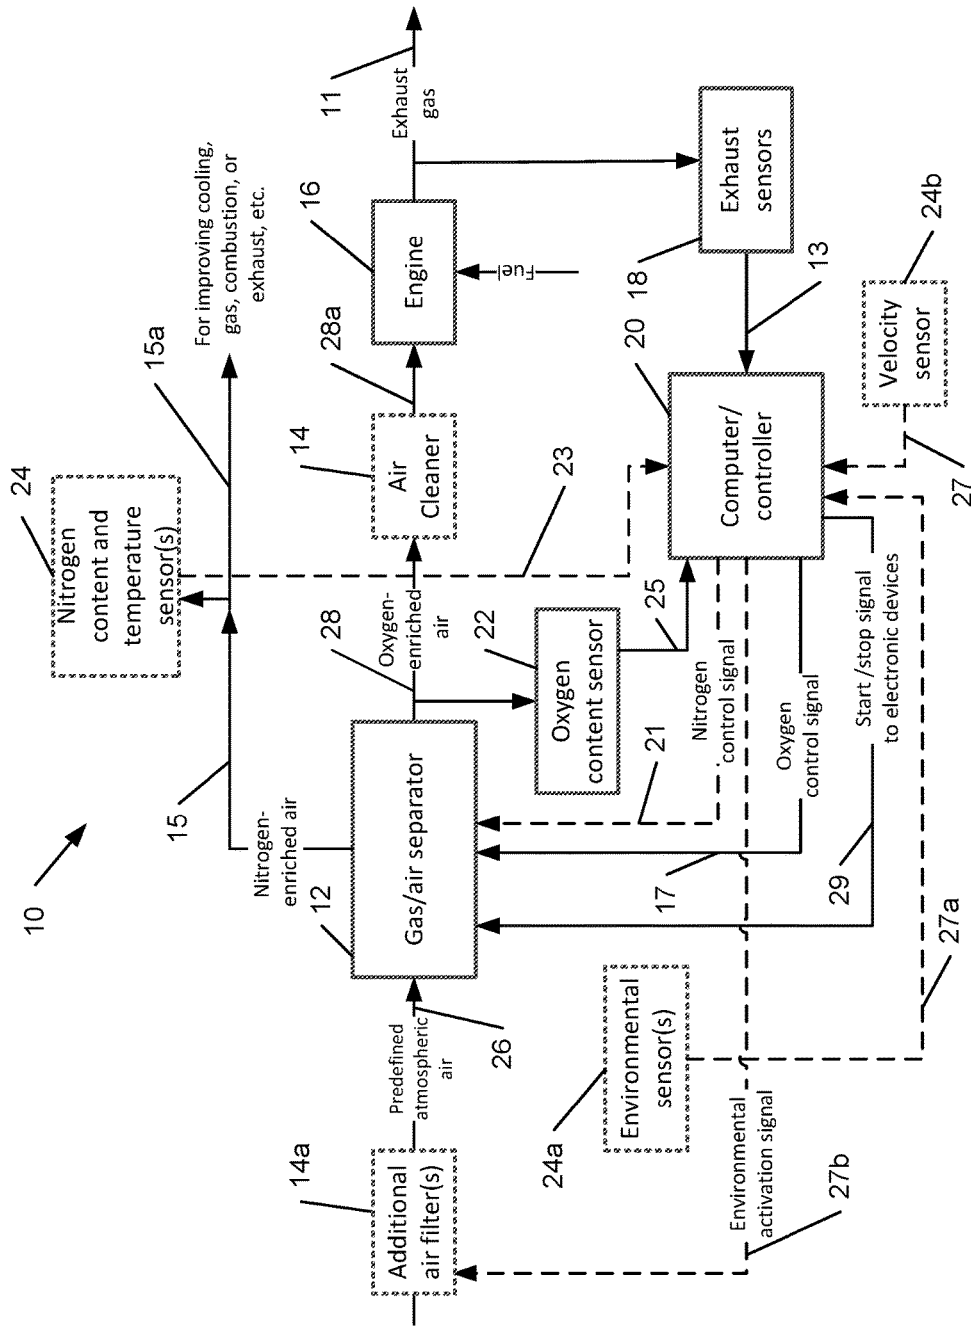 10
15
Nitrogen-
enriched air
24
Nitrogen
content and
temperature
sensor(s)
15a
For improving cooling,
gas, combustion, or
exhaust, etc.
14a
Additional
air filter(s)
Predefined
atmospheric
air
26
12
Gas/air separator
28
Oxygen-
enriched
air
14
Air
Cleaner
28a
16
Engine
Fuel
11
Exhaust
gas
22
Oxygen
content sensor
25
23
20
Computer/
controller
18
Exhaust
sensors
13
24b
Velocity
sensor
27
21
Nitrogen
control signal
17
Oxygen
control signal
29
Start /stop signal
to electronic devices
24a
Environmental
sensor(s)
27a
Environmental
activation signal
27b